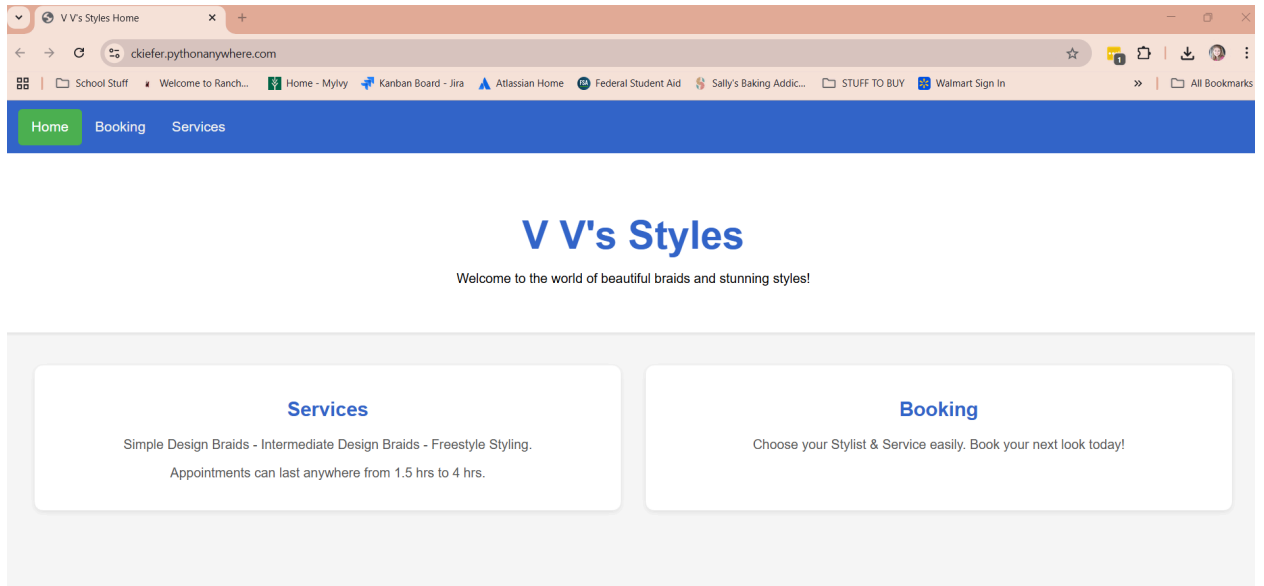 V V's Styles Home
ckiefer.pythonanywhere.com
1
School Stuff Welcome to Ranch... Home - MyIvy Kanban Board - Jira Atlassian Home FSA Federal Student Aid Sally's Baking Addic... STUFF TO BUY Walmart Sign In » All Bookmarks
Home Booking Services
V V's Styles
Welcome to the world of beautiful braids and stunning styles!
Services
Simple Design Braids - Intermediate Design Braids - Freestyle Styling.
Appointments can last anywhere from 1.5 hrs to 4 hrs.
Booking
Choose your Stylist & Service easily. Book your next look today!